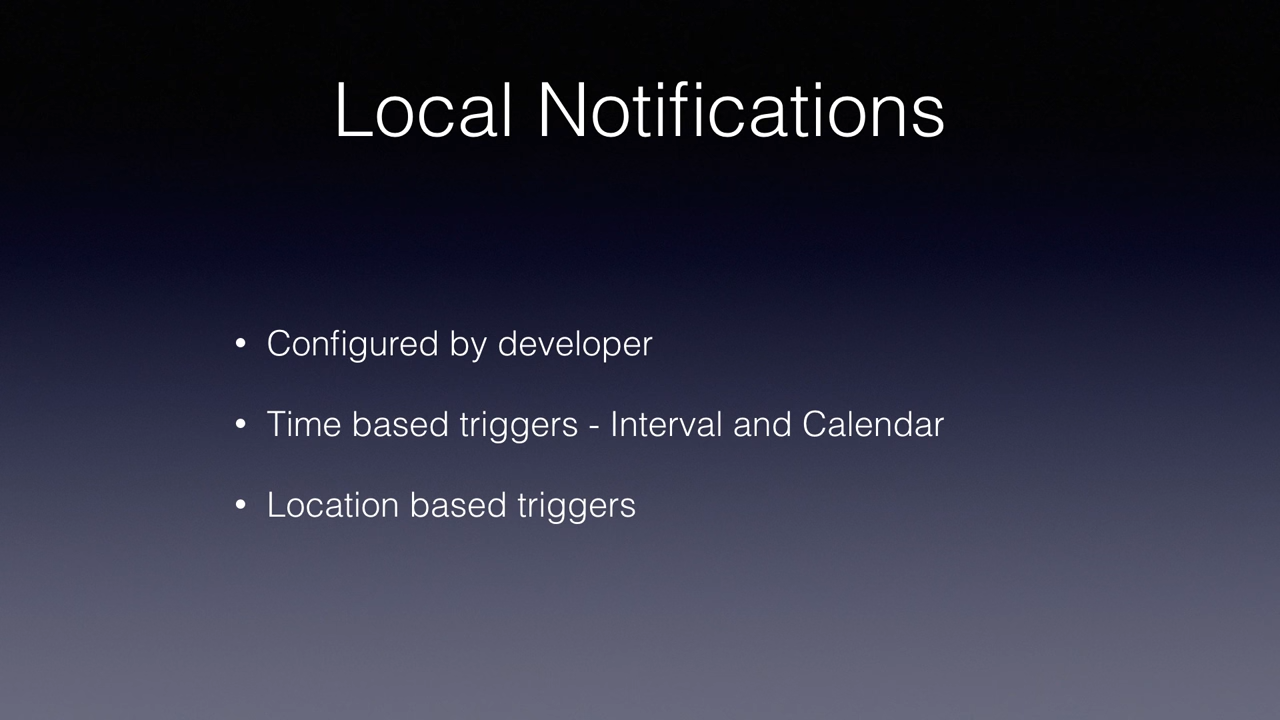 Local Notifications
• Configured by developer
• Time based triggers - Interval and Calendar
• Location based triggers